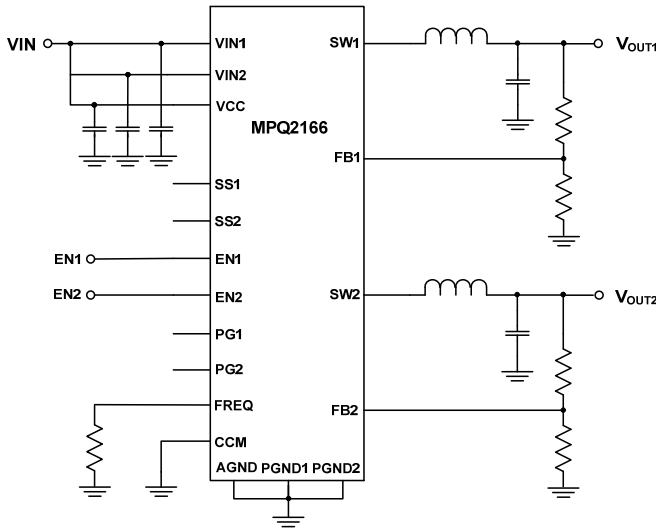 VIN
VIN1
SW1
VOUT1
VIN2
VCC
MPQ2166
FB1
SS1
SS2
EN1
EN1
EN2
EN2
SW2
VOUT2
PG1
PG2
FREQ
FB2
CCM
AGND PGND1 PGND2